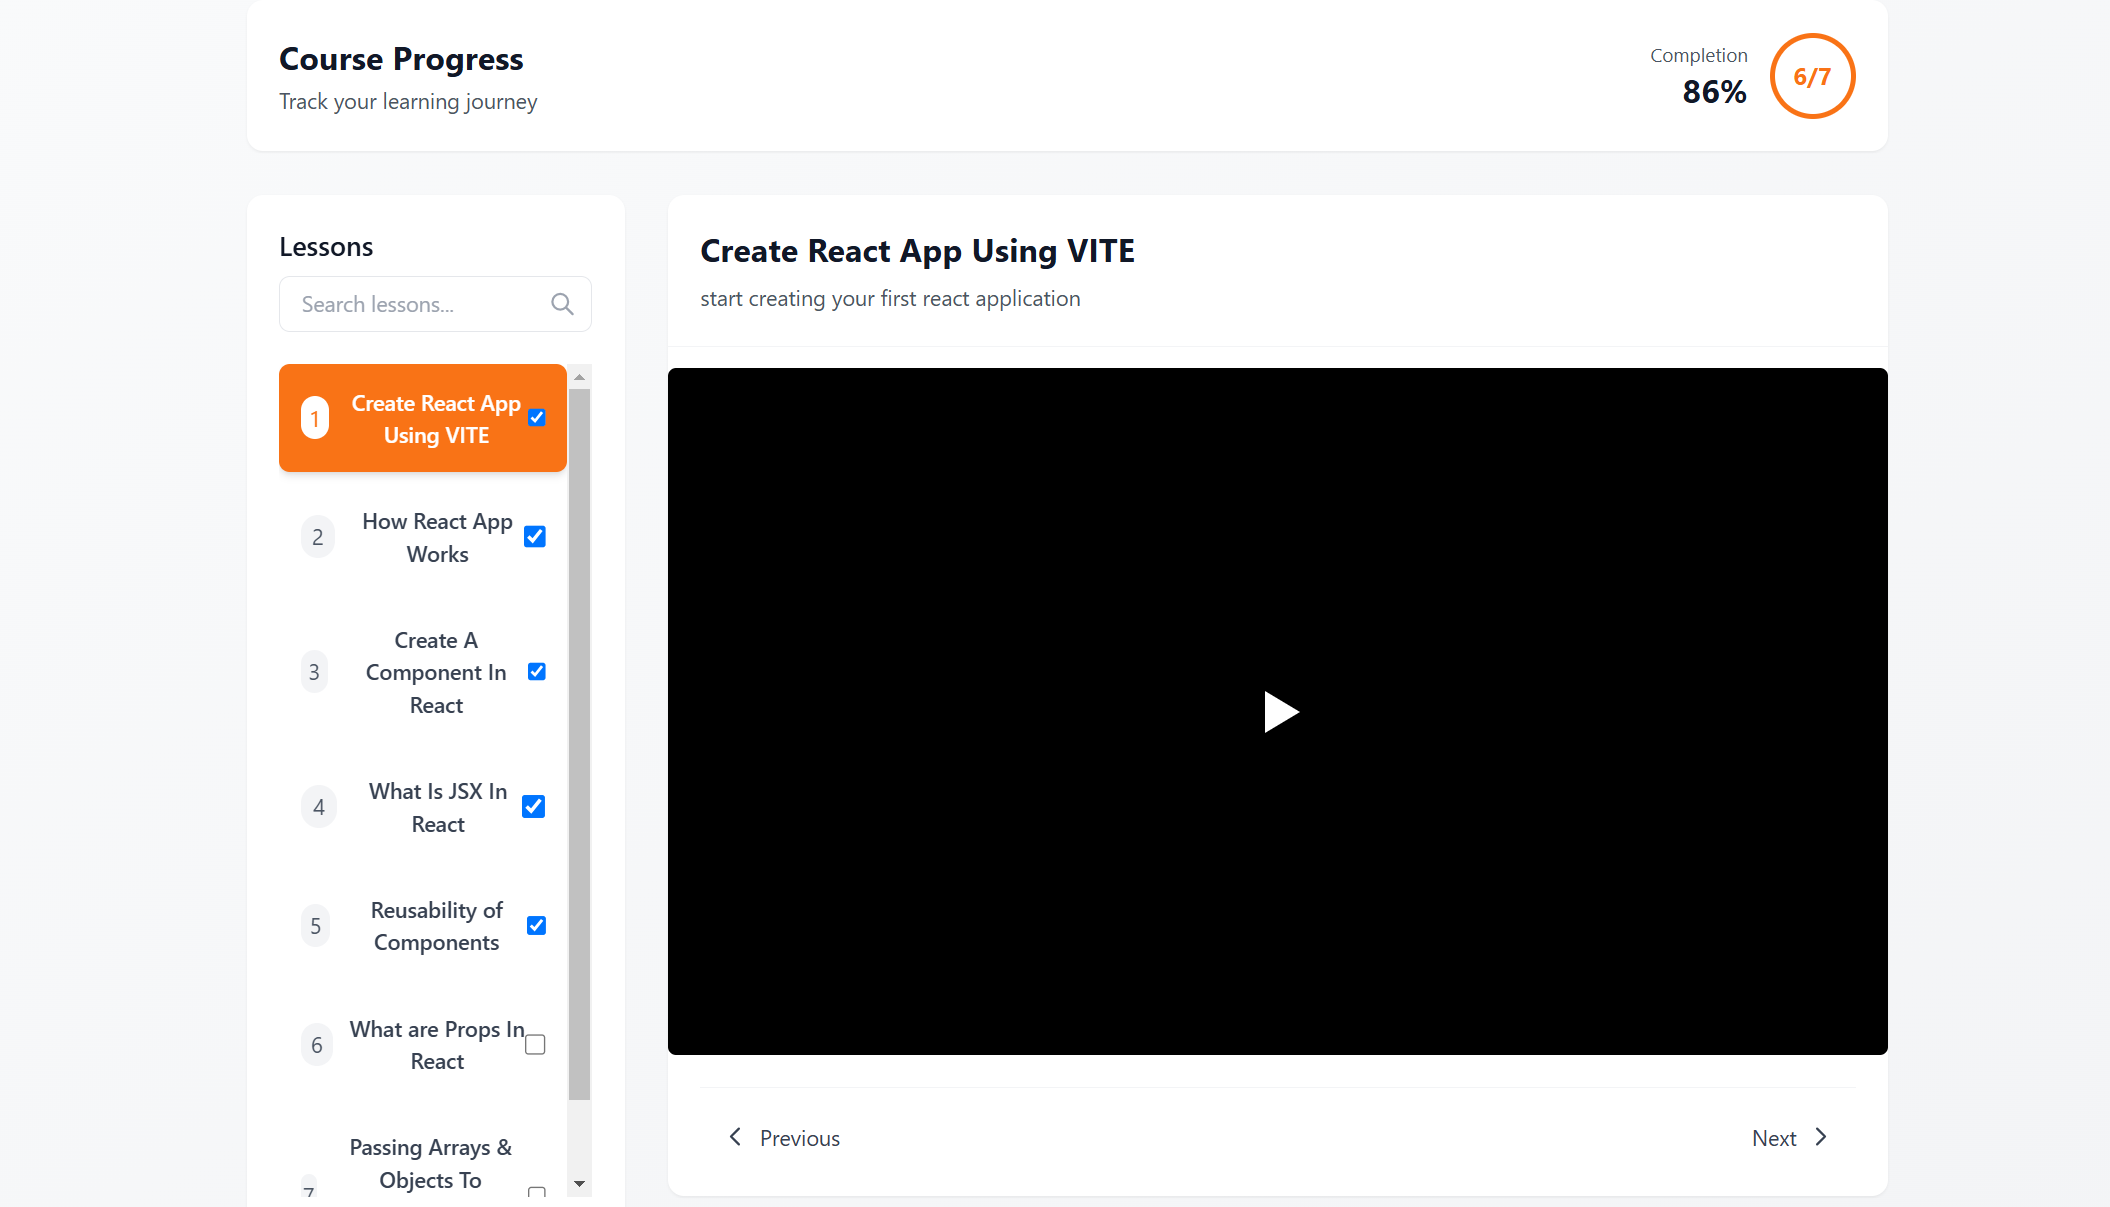 Course Progress
Track your learning journey
Completion
86%
6/7
Lessons
Search lessons...
1
Create React App
Using VITE
2
How React App
Works
3
Create A
Component In
React
4
What Is JSX In
React
5
Reusability of
Components
6
What are Props In
React
7
Passing Arrays &
Objects To
Create React App Using VITE
start creating your first react application
Previous
Next